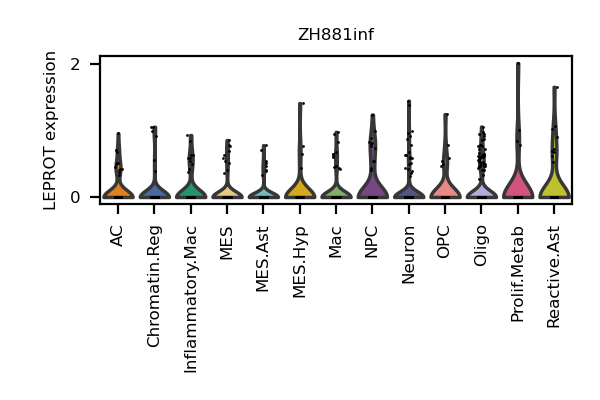 ZH881inf
LEPROT expression
2
0
AC
Chromatin.Reg
Inflammatory.Mac
MES
MES.Ast
MES.Hyp
Mac
NPC
Neuron
OPC
Oligo
Prolif.Metab
Reactive.Ast